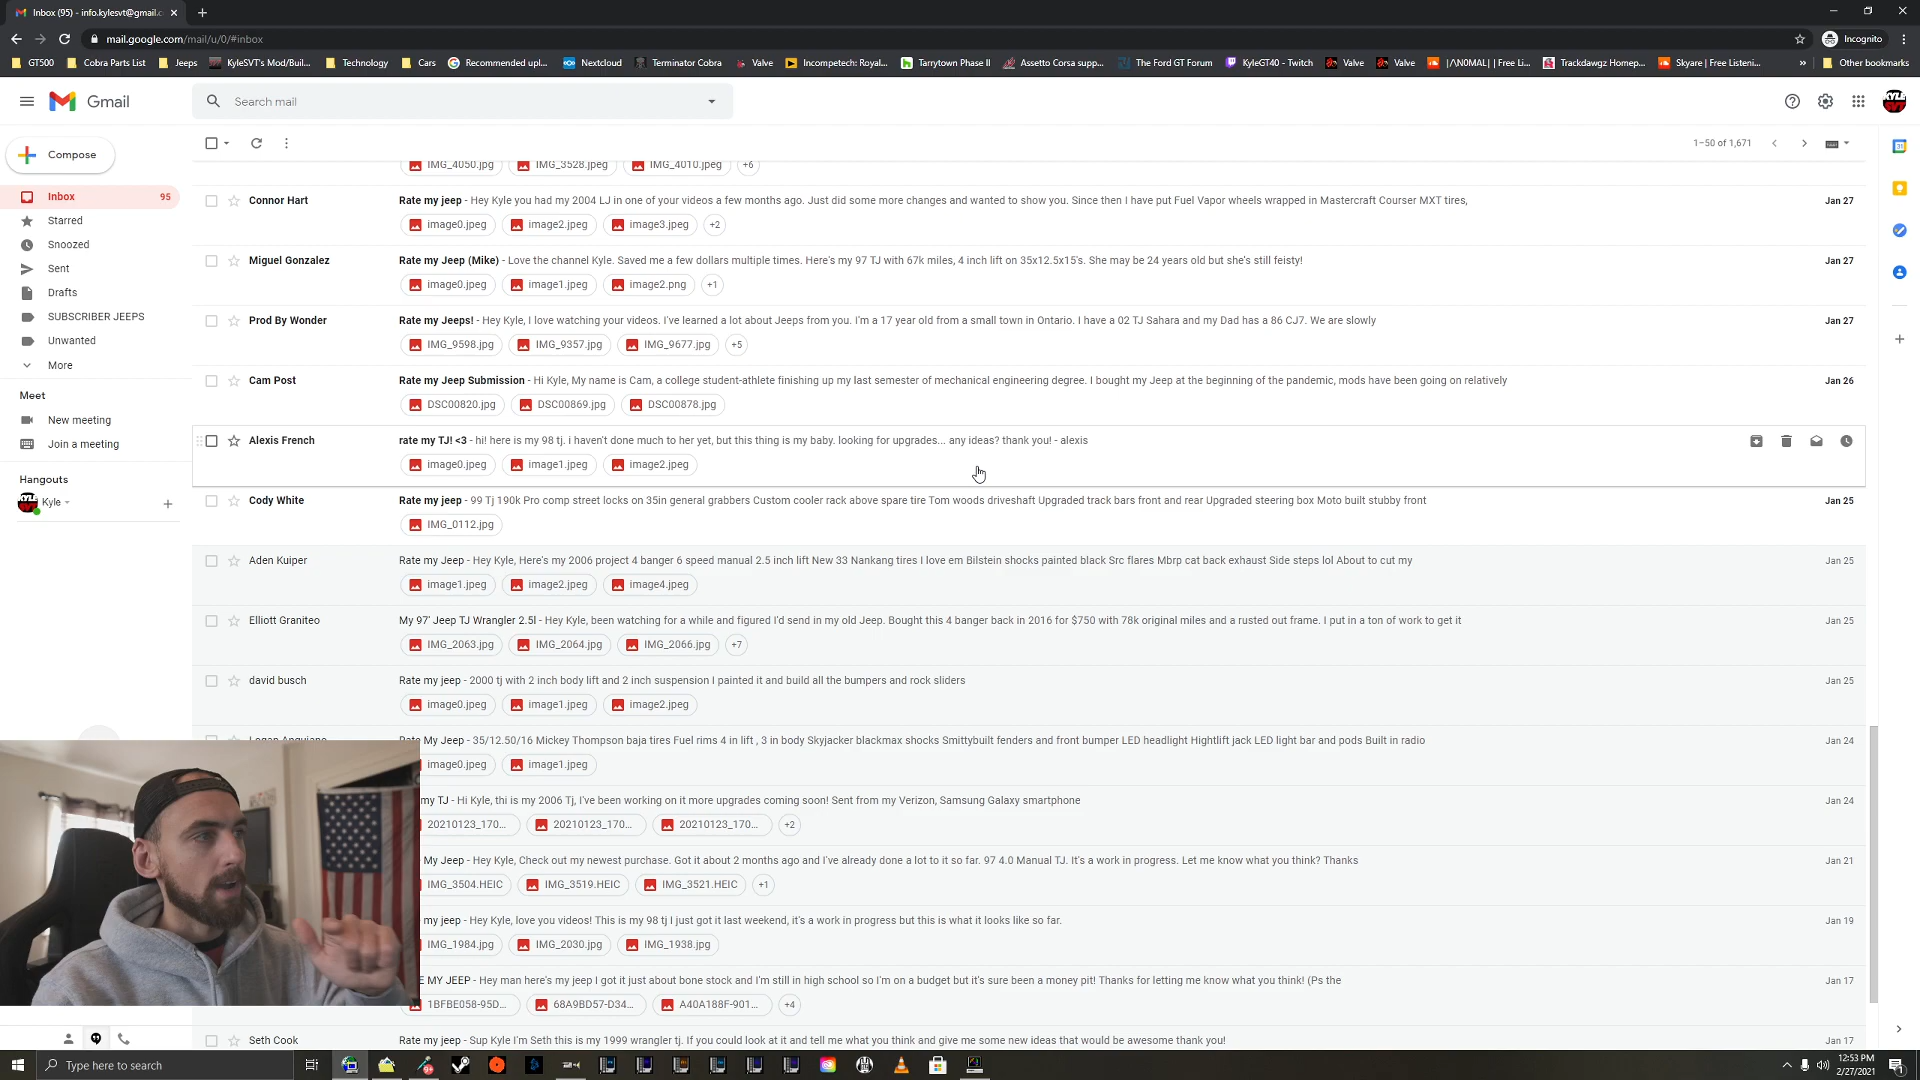 Inbox (95) - info.kylesvt@gmail.c
mail.google.com/mail/u/0/#inbox
Incognito
GT500
Cobra Parts List
Jeeps
KyleSVT's Mod/Buil...
Technology
Cars
Recommended upl...
Nextcloud
Terminator Cobra
Valve
Incompetech: Royal...
Tarrytown Phase II
Assetto Corsa supp...
The Ford GT Forum
KyleGT40 - Twitch
Valve
Valve
|/\N0MAL| | Free Li...
Trackdawgz Homep...
Skyare | Free Listeni...
»
Other bookmarks
Gmail
Search mail
KYLE SVT
Compose
1–50 of 1,671
Inbox 95
Starred
Snoozed
Sent
Drafts
SUBSCRIBER JEEPS
Unwanted
More
Meet
New meeting
Join a meeting
Hangouts
Kyle
IMG_4050.jpg IMG_3528.jpeg IMG_4010.jpeg +6
Connor Hart Rate my jeep - Hey Kyle you had my 2004 LJ in one of your videos a few months ago. Just did some more changes and wanted to show you. Since then I have put Fuel Vapor wheels wrapped in Mastercraft Courser MXT tires, Jan 27
image0.jpeg image2.jpeg image3.jpeg +2
Miguel Gonzalez Rate my Jeep (Mike) - Love the channel Kyle. Saved me a few dollars multiple times. Here's my 97 TJ with 67k miles, 4 inch lift on 35x12.5x15's. She may be 24 years old but she's still feisty! Jan 27
image0.jpeg image1.jpeg image2.png +1
Prod By Wonder Rate my Jeeps! - Hey Kyle, I love watching your videos. I've learned a lot about Jeeps from you. I'm a 17 year old from a small town in Ontario. I have a 02 TJ Sahara and my Dad has a 86 CJ7. We are slowly Jan 27
IMG_9598.jpg IMG_9357.jpg IMG_9677.jpg +5
Cam Post Rate my Jeep Submission - Hi Kyle, My name is Cam, a college student-athlete finishing up my last semester of mechanical engineering degree. I bought my Jeep at the beginning of the pandemic, mods have been going on relatively Jan 26
DSC00820.jpg DSC00869.jpg DSC00878.jpg
Alexis French rate my TJ! <3 - hi! here is my 98 tj. i haven't done much to her yet, but this thing is my baby. looking for upgrades... any ideas? thank you! - alexis
image0.jpeg image1.jpeg image2.jpeg
Cody White Rate my jeep - 99 Tj 190k Pro comp street locks on 35in general grabbers Custom cooler rack above spare tire Tom woods driveshaft Upgraded track bars front and rear Upgraded steering box Moto built stubby front Jan 25
IMG_0112.jpg
Aden Kuiper Rate my Jeep - Hey Kyle, Here's my 2006 project 4 banger 6 speed manual 2.5 inch lift New 33 Nankang tires I love em Bilstein shocks painted black Src flares Mbrp cat back exhaust Side steps lol About to cut my Jan 25
image1.jpeg image2.jpeg image4.jpeg
Elliott Graniteo My 97' Jeep TJ Wrangler 2.5l - Hey Kyle, been watching for a while and figured I'd send in my old Jeep. Bought this 4 banger back in 2016 for $750 with 78k original miles and a rusted out frame. I put in a ton of work to get it Jan 25
IMG_2063.jpg IMG_2064.jpg IMG_2066.jpg +7
david busch Rate my jeep - 2000 tj with 2 inch body lift and 2 inch suspension I painted it and build all the bumpers and rock sliders Jan 25
image0.jpeg image1.jpeg image2.jpeg
Rate My Jeep - 35/12.50/16 Mickey Thompson baja tires Fuel rims 4 in lift , 3 in body Skyjacker blackmax shocks Smittybuilt fenders and front bumper LED headlight Hightlift jack LED light bar and pods Built in radio Jan 24
image0.jpeg image1.jpeg
my TJ - Hi Kyle, thi is my 2006 Tj, I've been working on it more upgrades coming soon! Sent from my Verizon, Samsung Galaxy smartphone Jan 24
20210123_170... 20210123_170... 20210123_170... +2
My Jeep - Hey Kyle, Check out my newest purchase. Got it about 2 months ago and I've already done a lot to it so far. 97 4.0 Manual TJ. It's a work in progress. Let me know what you think? Thanks Jan 21
IMG_3504.HEIC IMG_3519.HEIC IMG_3521.HEIC +1
my jeep - Hey Kyle, love you videos! This is my 98 tj I just got it last weekend, it's a work in progress but this is what it looks like so far. Jan 19
IMG_1984.jpg IMG_2030.jpg IMG_1938.jpg
E MY JEEP - Hey man here's my jeep I got it just about bone stock and I'm still in high school so I'm on a budget but it's sure been a money pit! Thanks for letting me know what you think! (Ps the Jan 17
1BFBE058-95D... 68A9BD57-D34... A40A188F-901... +4
Seth Cook Rate my jeep - Sup Kyle I'm Seth this is my 1999 wrangler tj. If you could look at it and tell me what you think and give me some new ideas that would be awesome thank you! Jan 17
Type here to search
12:53 PM
2/27/2021